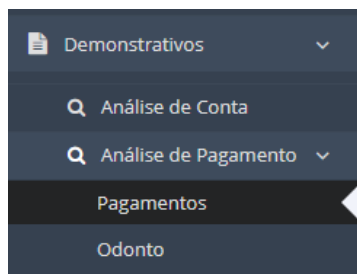 Demonstrativos
Análise de Conta
Análise de Pagamento
Pagamentos
Odonto